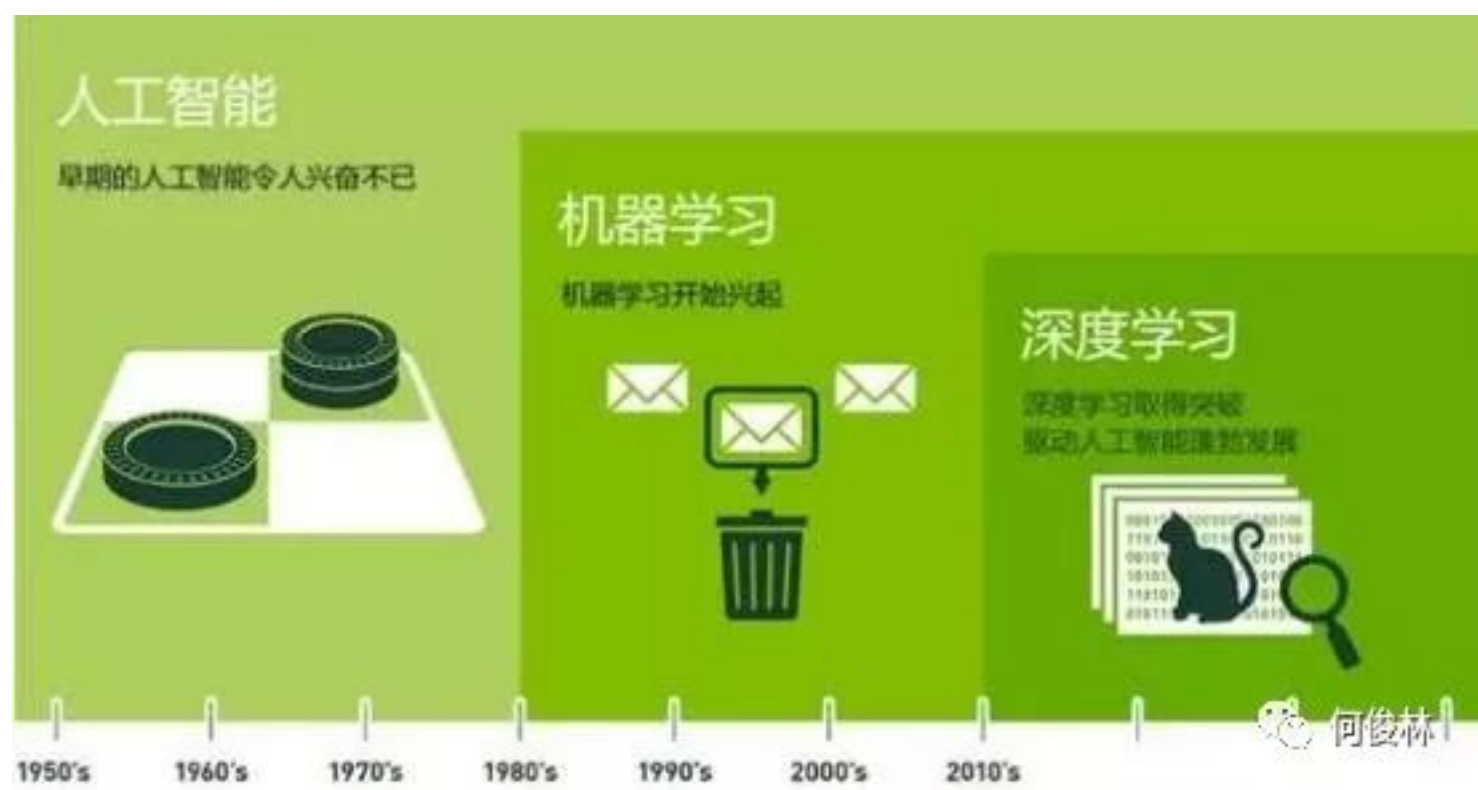 人工智能
早期的人工智能令人兴奋不已
机器学习
机器学习开始兴起
深度学习
深度学习取得突破
驱动人工智能蓬勃发展
何俊林
1950's
1960's
1970's
1980's
1990's
2000's
2010's